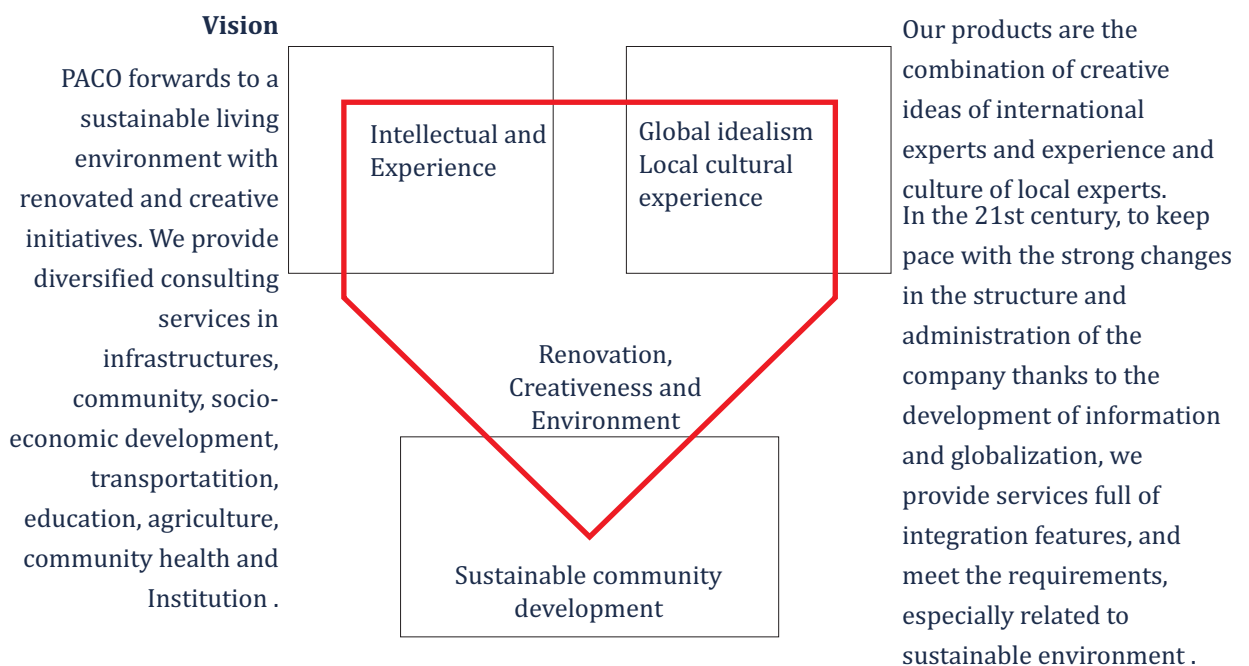 Vision
PACO forwards to a
sustainable living
environment with
renovated and creative
initiatives. We provide
diversified consulting
services in
infrastructures,
community, socio-
economic development,
transportatition,
education, agriculture,
community health and
Institution .
Intellectual and
Experience
Global idealism
Local cultural
experience
Renovation,
Creativeness and
Environment
Sustainable community
development
Our products are the
combination of creative
ideas of international
experts and experience and
culture of local experts.
In the 21st century, to keep
pace with the strong changes
in the structure and
administration of the
company thanks to the
development of information
and globalization, we
provide services full of
integration features, and
meet the requirements,
especially related to
sustainable environment .